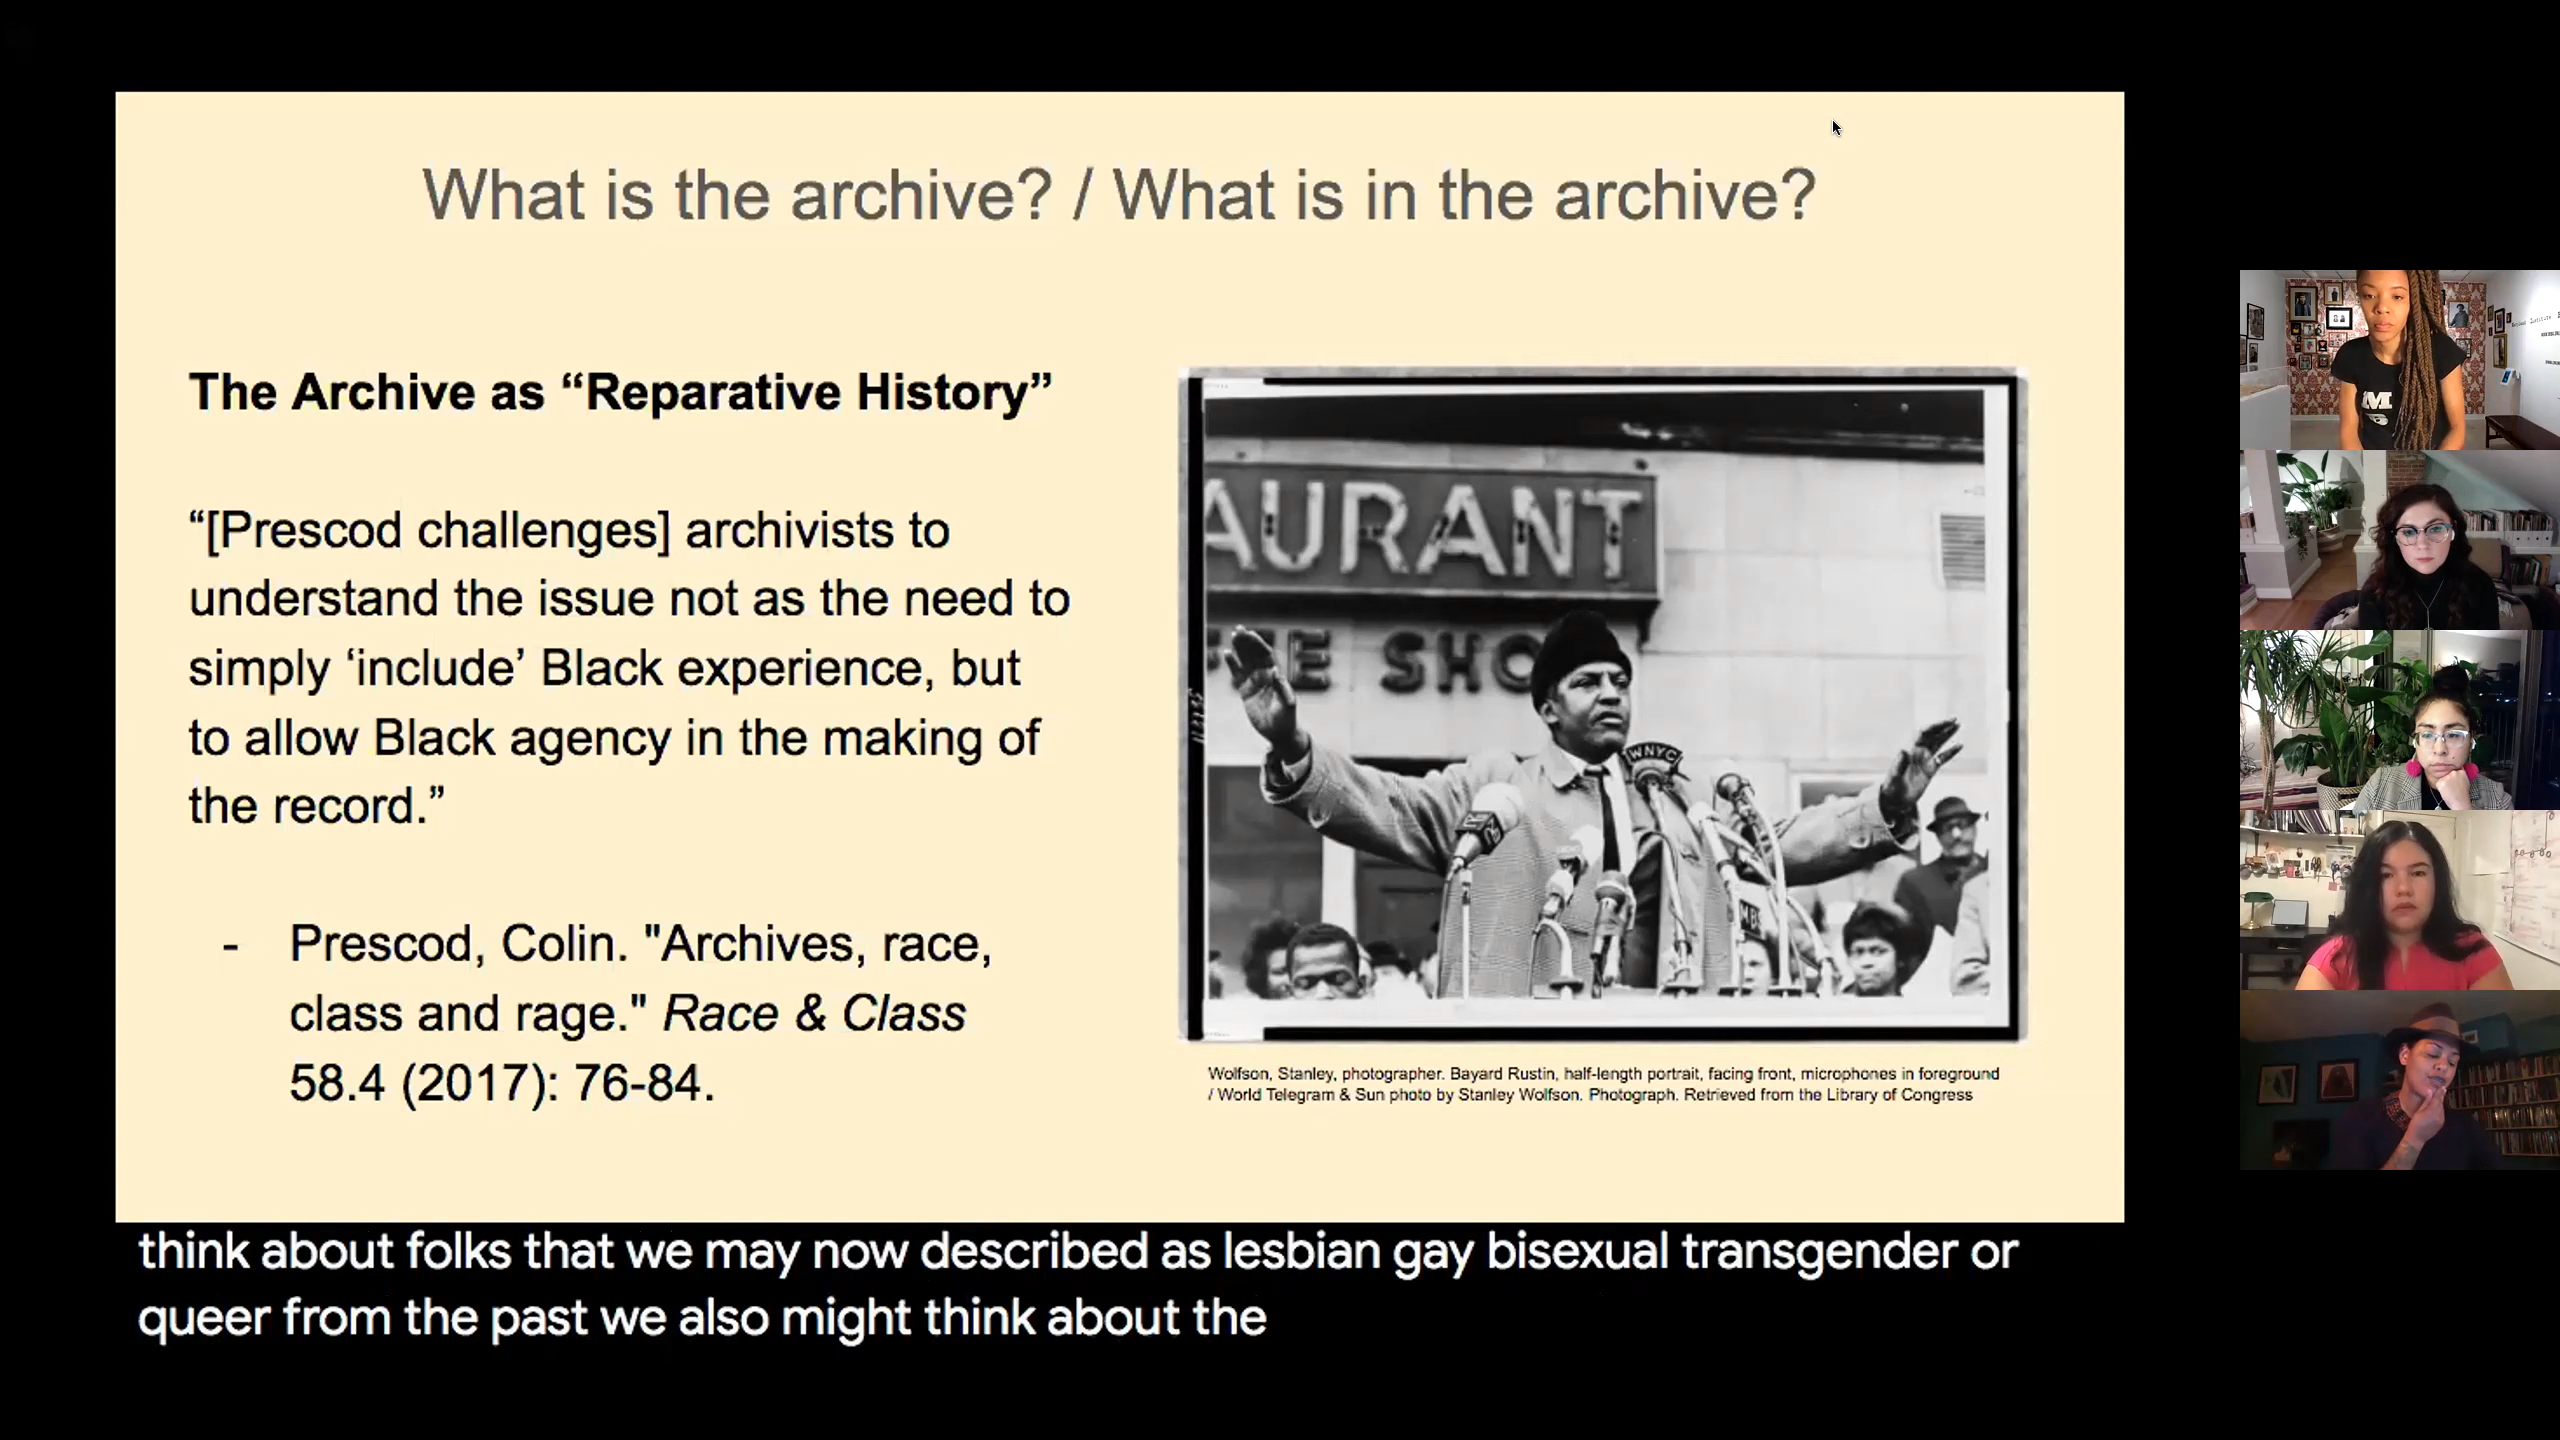 What is the archive? / What is in the archive?
The Archive as “Reparative History”
“[Prescod challenges] archivists to
understand the issue not as the need to
simply ‘include’ Black experience, but
to allow Black agency in the making of
the record.”
- Prescod, Colin. "Archives, race,
class and rage." Race & Class
58.4 (2017): 76-84.
AURANT
SHO
WNYC
Wolfson, Stanley, photographer. Bayard Rustin, half-length portrait, facing front, microphones in foreground
/ World Telegram & Sun photo by Stanley Wolfson. Photograph. Retrieved from the Library of Congress
think about folks that we may now described as lesbian gay bisexual transgender or
queer from the past we also might think about the